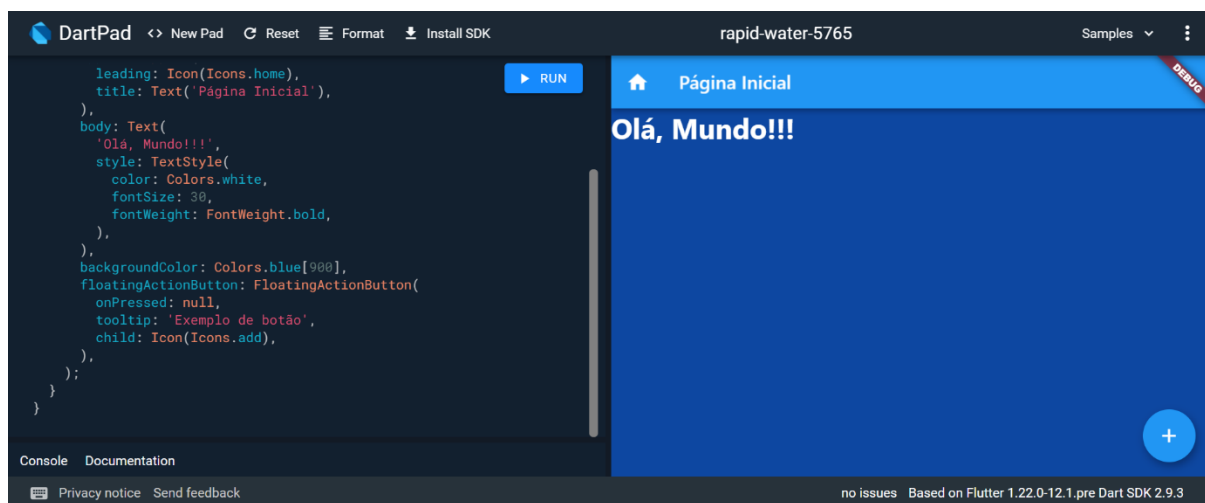 DartPad <> New Pad Reset Format Install SDK rapid-water-5765 Samples
leading: Icon(Icons.home),
title: Text('Página Inicial'),
),
body: Text(
'Olá, Mundo!!!',
style: TextStyle(
color: Colors.white,
fontSize: 30,
fontWeight: FontWeight.bold,
),
),
backgroundColor: Colors.blue[900],
floatingActionButton: FloatingActionButton(
onPressed: null,
tooltip: 'Exemplo de botão',
child: Icon(Icons.add),
),
);
}
}
RUN
Página Inicial
DEBUG
Olá, Mundo!!!
+
Console Documentation
Privacy notice Send feedback
no issues Based on Flutter 1.22.0-12.1.pre Dart SDK 2.9.3